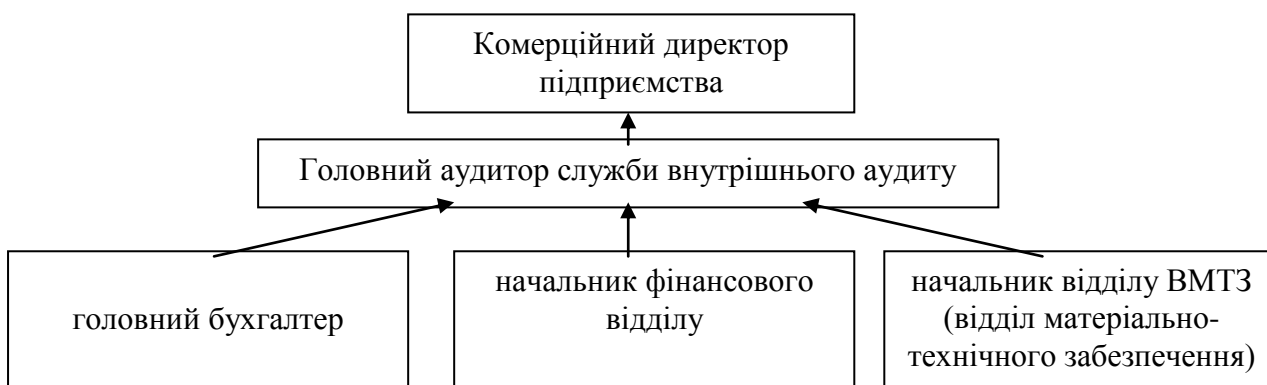 Комерційний директор
підприємства
Головний аудитор служби внутрішнього аудиту
головний бухгалтер
начальник фінансового
відділу
начальник відділу ВМТЗ
(відділ матеріально-
технічного забезпечення)